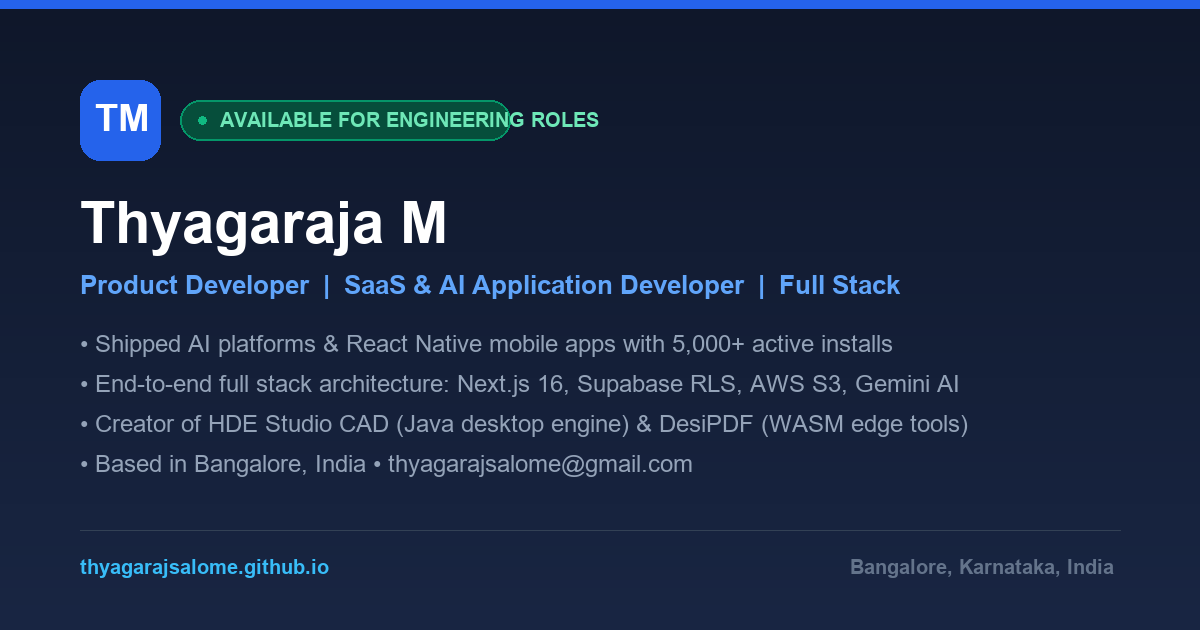 TM
AVAILABLE FOR ENGINEERING ROLES
Thyagaraja M
Product Developer | SaaS & AI Application Developer | Full Stack
• Shipped AI platforms & React Native mobile apps with 5,000+ active installs
• End-to-end full stack architecture: Next.js 16, Supabase RLS, AWS S3, Gemini AI
• Creator of HDE Studio CAD (Java desktop engine) & DesiPDF (WASM edge tools)
• Based in Bangalore, India • thyagarajsalome@gmail.com
thyagarajsalome.github.io
Bangalore, Karnataka, India